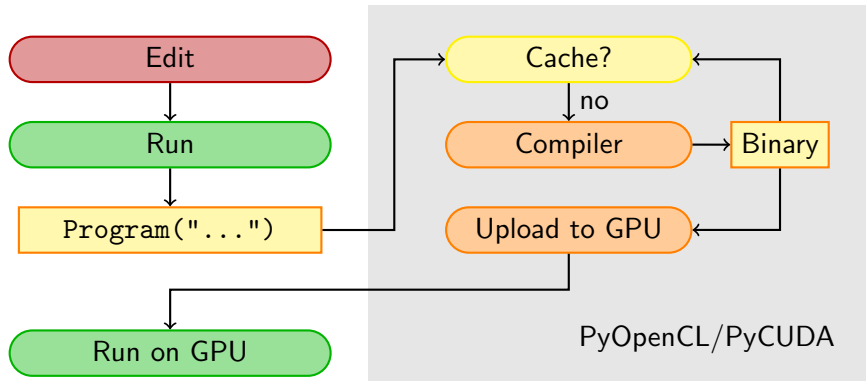 Edit
Run
Program("...")
Run on GPU
Cache?
no
Compiler
Binary
Upload to GPU
PyOpenCL/PyCUDA